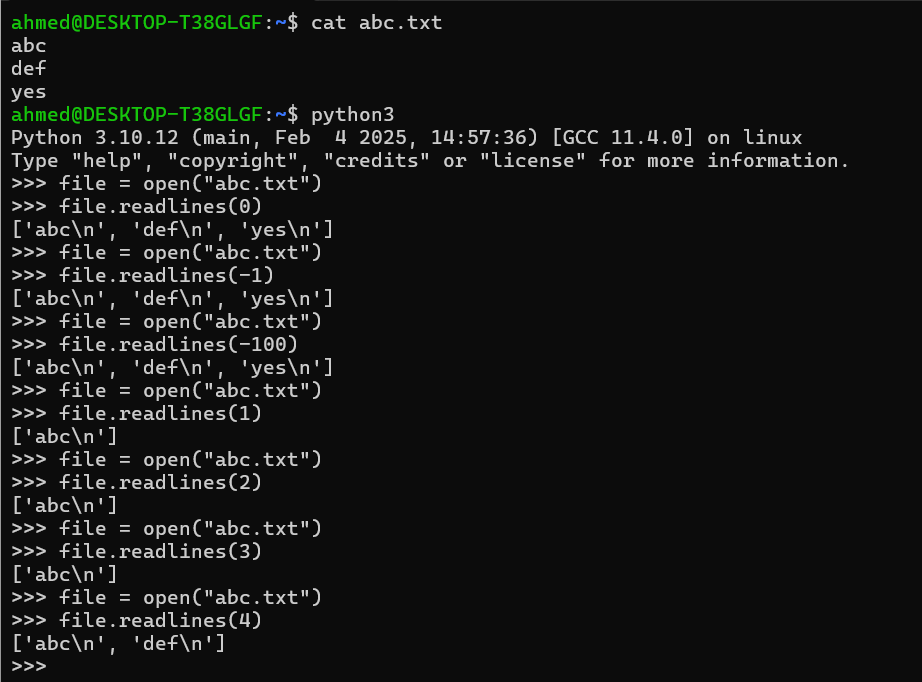 ahmed@DESKTOP-T38GLGF:~$ cat abc.txt
abc
def
yes
ahmed@DESKTOP-T38GLGF:~$ python3
Python 3.10.12 (main, Feb  4 2025, 14:57:36) [GCC 11.4.0] on linux
Type "help", "copyright", "credits" or "license" for more information.
>>> file = open("abc.txt")
>>> file.readlines(0)
['abc\n', 'def\n', 'yes\n']
>>> file = open("abc.txt")
>>> file.readlines(-1)
['abc\n', 'def\n', 'yes\n']
>>> file = open("abc.txt")
>>> file.readlines(-100)
['abc\n', 'def\n', 'yes\n']
>>> file = open("abc.txt")
>>> file.readlines(1)
['abc\n']
>>> file = open("abc.txt")
>>> file.readlines(2)
['abc\n']
>>> file = open("abc.txt")
>>> file.readlines(3)
['abc\n']
>>> file = open("abc.txt")
>>> file.readlines(4)
['abc\n', 'def\n']
>>>